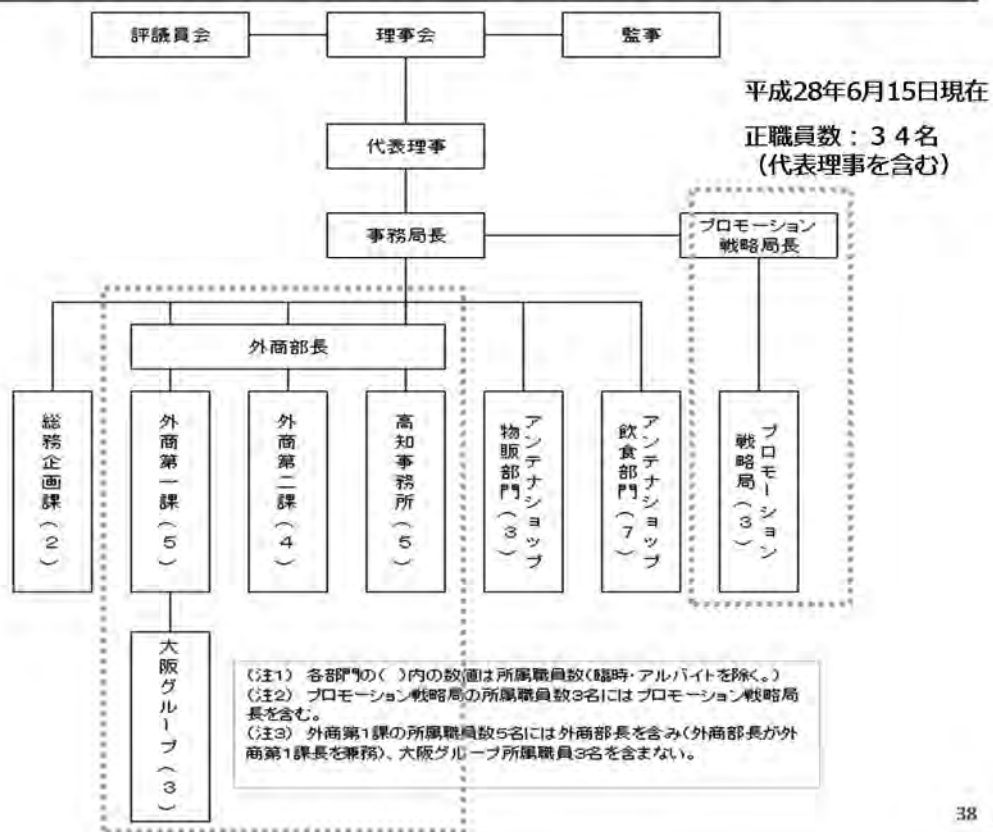 評議員会
理事会
監事
平成28年6月15日現在
正職員数：３４名
（代表理事を含む）
代表理事
事務局長
プロモーション
戦略局長
外商部長
総務企画課（２）
外商第一課（５）
外商第二課（４）
高知事務所（５）
アンテナショップ
物販部門（３）
アンテナショップ
飲食部門（７）
プロモーション
戦略局（３）
大阪グループ（３）
(注1) 各部門の( )内の数値は所属職員数(臨時・アルバイトを除く。)
(注2) プロモーション戦略局の所属職員数3名にはプロモーション戦略局
長を含む。
(注3) 外商第1課の所属職員数5名には外商部長を含み(外商部長が外
商第1課長を兼務)、大阪グループ所属職員3名を含まない。
38